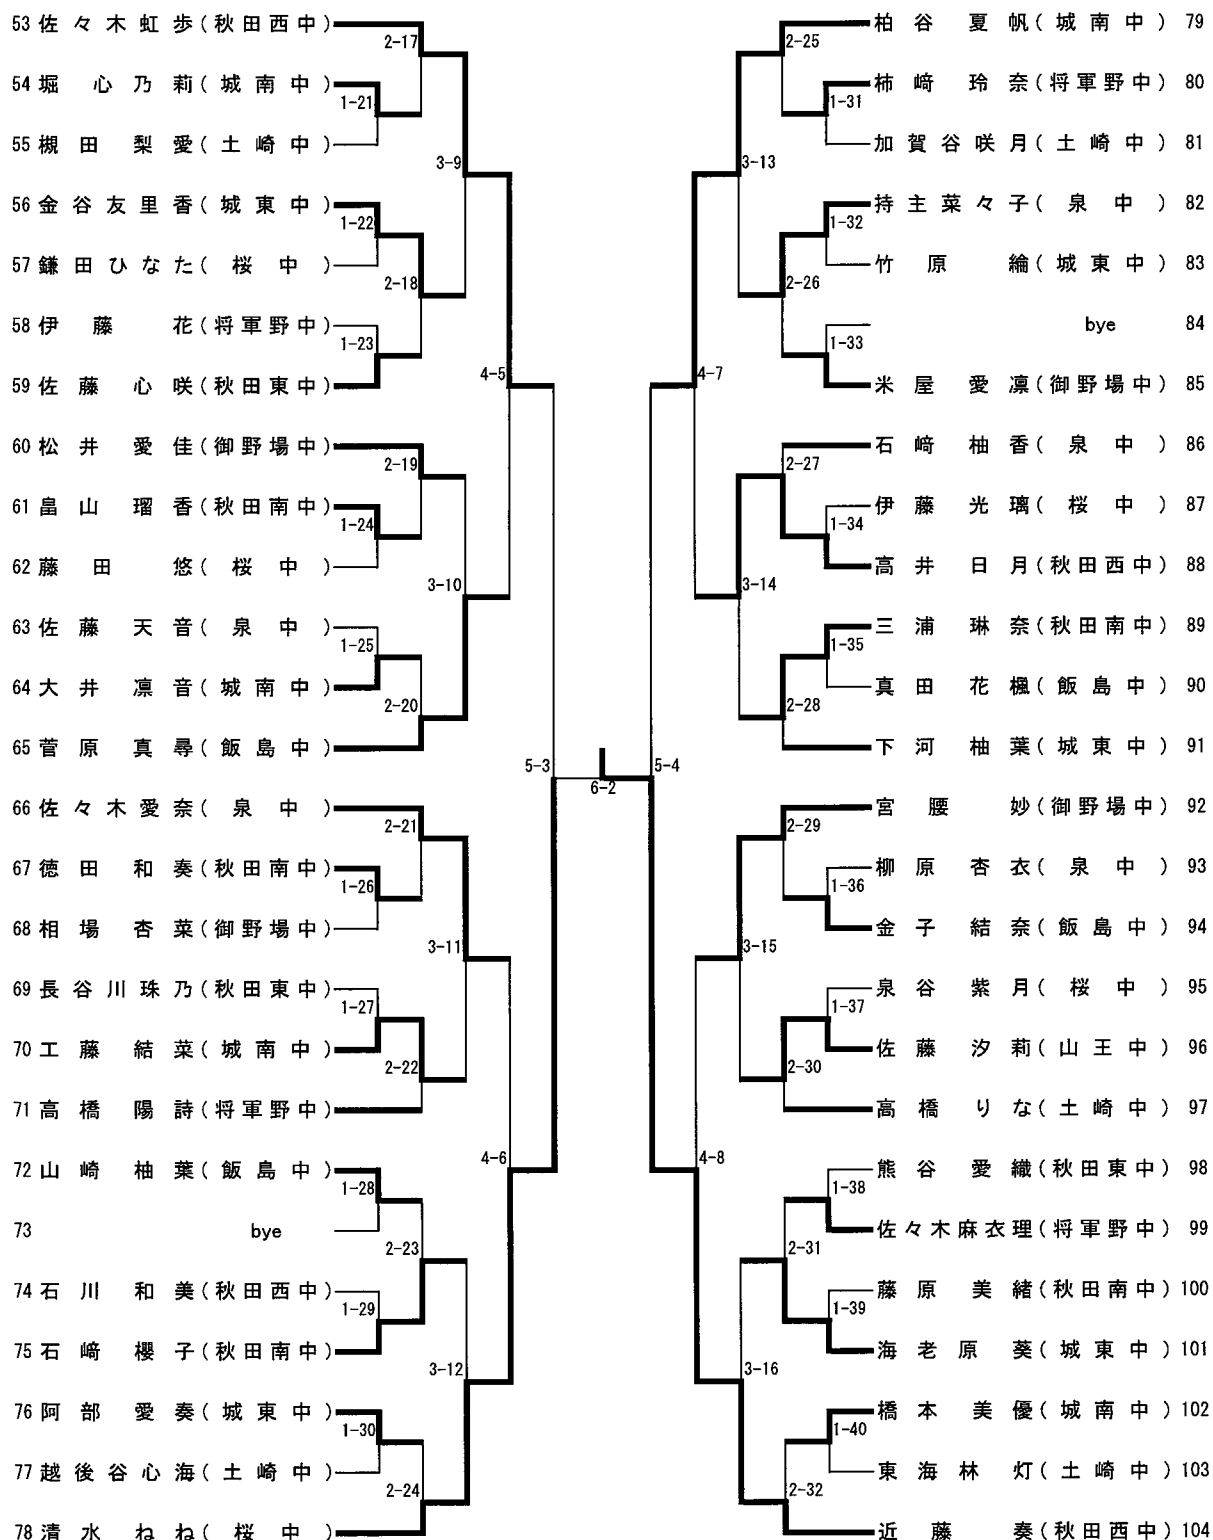 53 佐々木虹歩(秋田西中)
2-17
54 堀 心乃莉(城南中)
1-21
55 槻田 梨愛(土崎中)
3-9
56 金谷友里香(城東中)
1-22
57 鎌田ひなた(桜中)
2-18
58 伊藤 花(将軍野中)
1-23
59 佐藤 心咲(秋田東中)
4-5
60 松井 愛佳(御野場中)
2-19
61 畠山 瑠香(秋田南中)
1-24
62 藤田 悠(桜中)
3-10
63 佐藤 天音(泉中)
1-25
64 大井 凛音(城南中)
2-20
65 菅原 真尋(飯島中)
5-3
66 佐々木愛奈(泉中)
2-21
67 徳田 和奏(秋田南中)
1-26
68 相場 杏菜(御野場中)
3-11
69 長谷川珠乃(秋田東中)
1-27
70 工藤 結菜(城南中)
2-22
71 高橋 陽詩(将軍野中)
4-6
72 山崎 柚葉(飯島中)
1-28
73 bye
2-23
74 石川 和美(秋田西中)
1-29
75 石崎 櫻子(秋田南中)
3-12
76 阿部 愛奏(城東中)
1-30
77 越後谷心海(土崎中)
2-24
78 清水 ねね(桜中)
6-2
柏谷 夏帆(城南中) 79
2-25
柿崎 玲奈(将軍野中) 80
1-31
加賀谷咲月(土崎中) 81
3-13
持主菜々子(泉中) 82
1-32
竹原 綸(城東中) 83
2-26
bye 84
1-33
米屋 愛凛(御野場中) 85
4-7
石崎 柚香(泉中) 86
2-27
伊藤 光璃(桜中) 87
1-34
高井 日月(秋田西中) 88
3-14
三浦 琳奈(秋田南中) 89
1-35
真田 花楓(飯島中) 90
2-28
下河 柚葉(城東中) 91
5-4
宮腰 妙(御野場中) 92
2-29
柳原 杏衣(泉中) 93
1-36
金子 結奈(飯島中) 94
3-15
泉谷 紫月(桜中) 95
1-37
佐藤 汐莉(山王中) 96
2-30
高橋 りな(土崎中) 97
4-8
熊谷 愛織(秋田東中) 98
1-38
佐々木麻衣理(将軍野中) 99
2-31
藤原 美緒(秋田南中) 100
1-39
海老原 葵(城東中) 101
3-16
橋本 美優(城南中) 102
1-40
東海林 灯(土崎中) 103
2-32
近藤 奏(秋田西中) 104